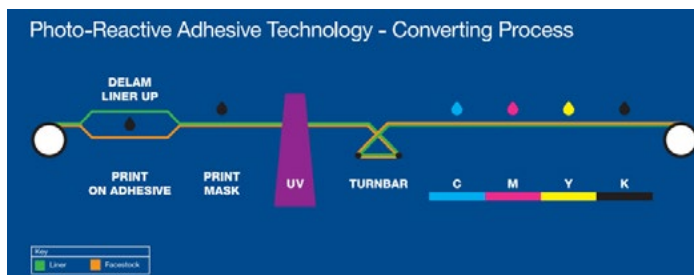 Photo-Reactive Adhesive Technology - Converting Process
DELAM
LINER UP
PRINT
ON ADHESIVE
PRINT
MASK
UV
TURNBAR
C
M
Y
K
Key
Liner
Facestock